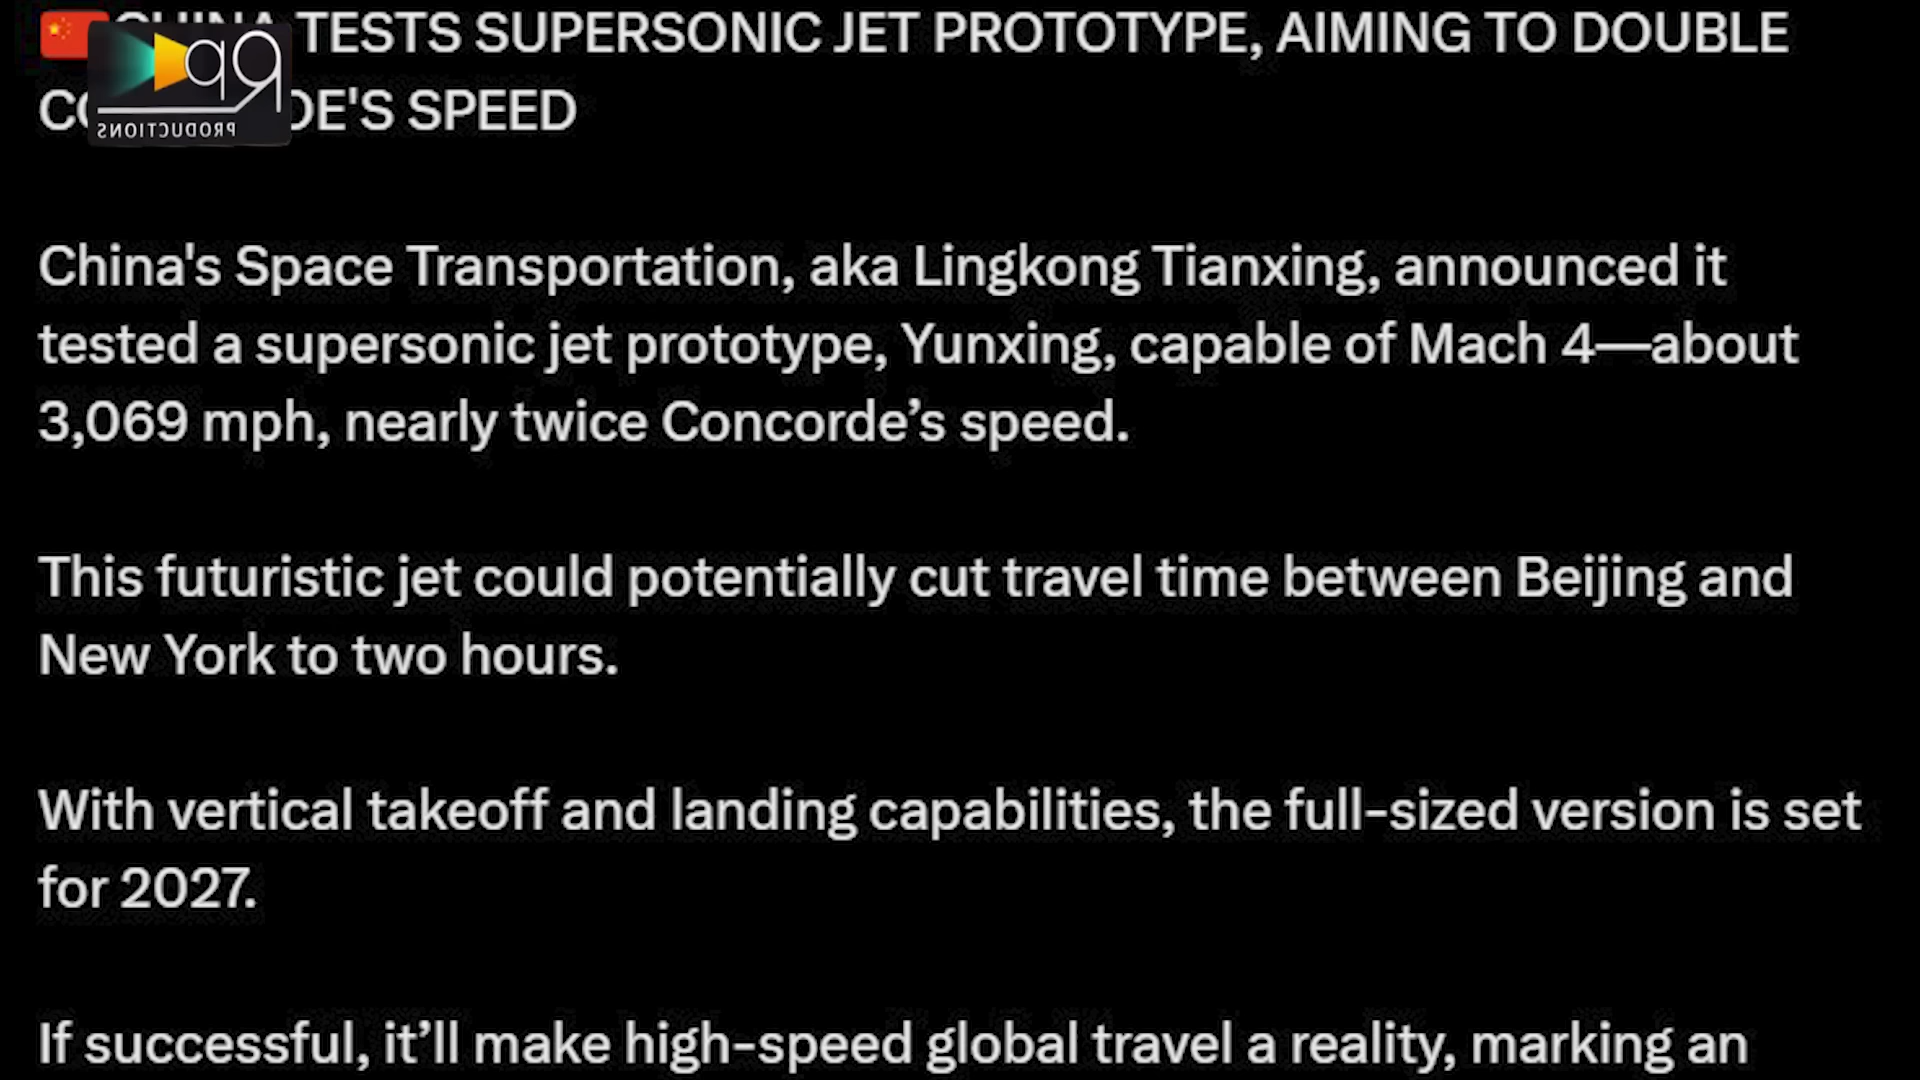 CHINA TESTS SUPERSONIC JET PROTOTYPE, AIMING TO DOUBLE
DE'S SPEED
PRODUCTIONS
China's Space Transportation, aka Lingkong Tianxing, announced it
tested a supersonic jet prototype, Yunxing, capable of Mach 4—about
3,069 mph, nearly twice Concorde’s speed.
This futuristic jet could potentially cut travel time between Beijing and
New York to two hours.
With vertical takeoff and landing capabilities, the full-sized version is set
for 2027.
If successful, it’ll make high-speed global travel a reality, marking an